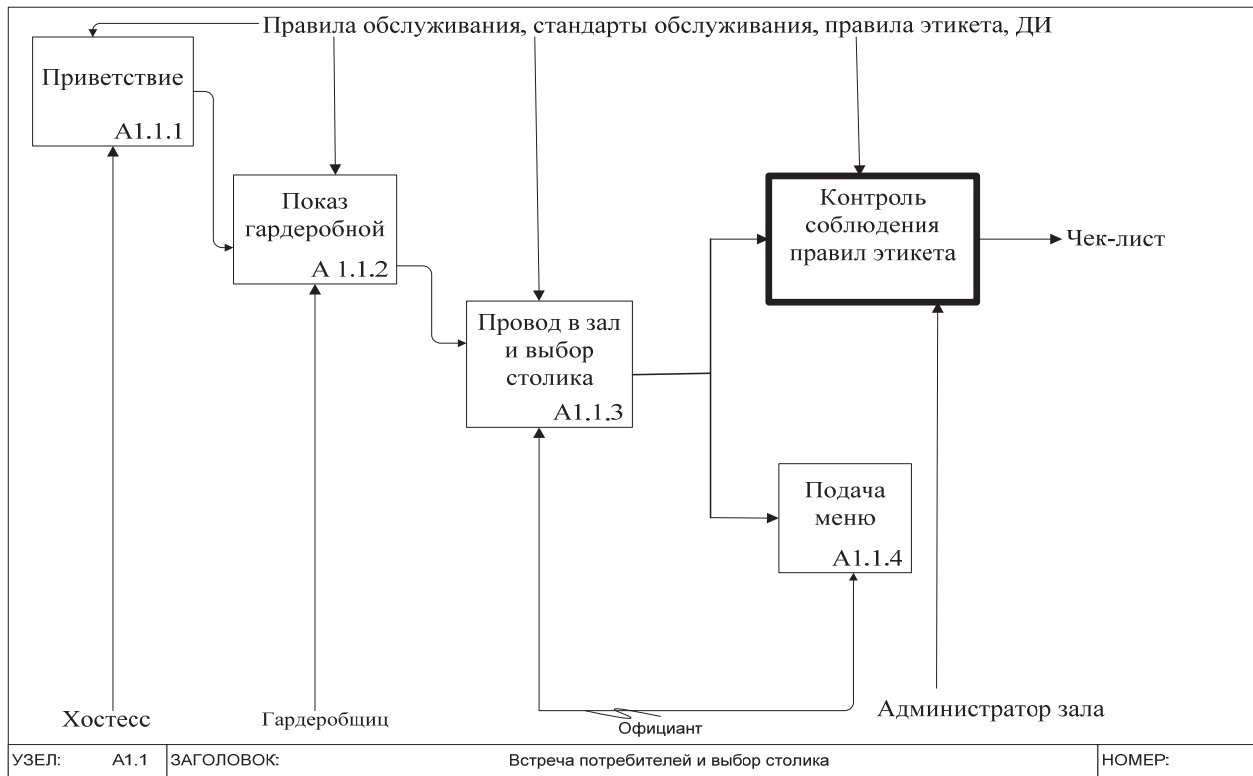 Правила обслуживания, стандарты обслуживания, правила этикета, ДИ
Приветствие
А1.1.1
Показ
гардеробной
А 1.1.2
Провод в зал
и выбор
столика
А1.1.3
Контроль
соблюдения
правил этикета
Чек-лист
Подача
меню
А1.1.4
Хостесс
Гардеробщиц
Официант
Администратор зала
УЗЕЛ: А1.1 ЗАГОЛОВОК: Встреча потребителей и выбор столика НОМЕР: